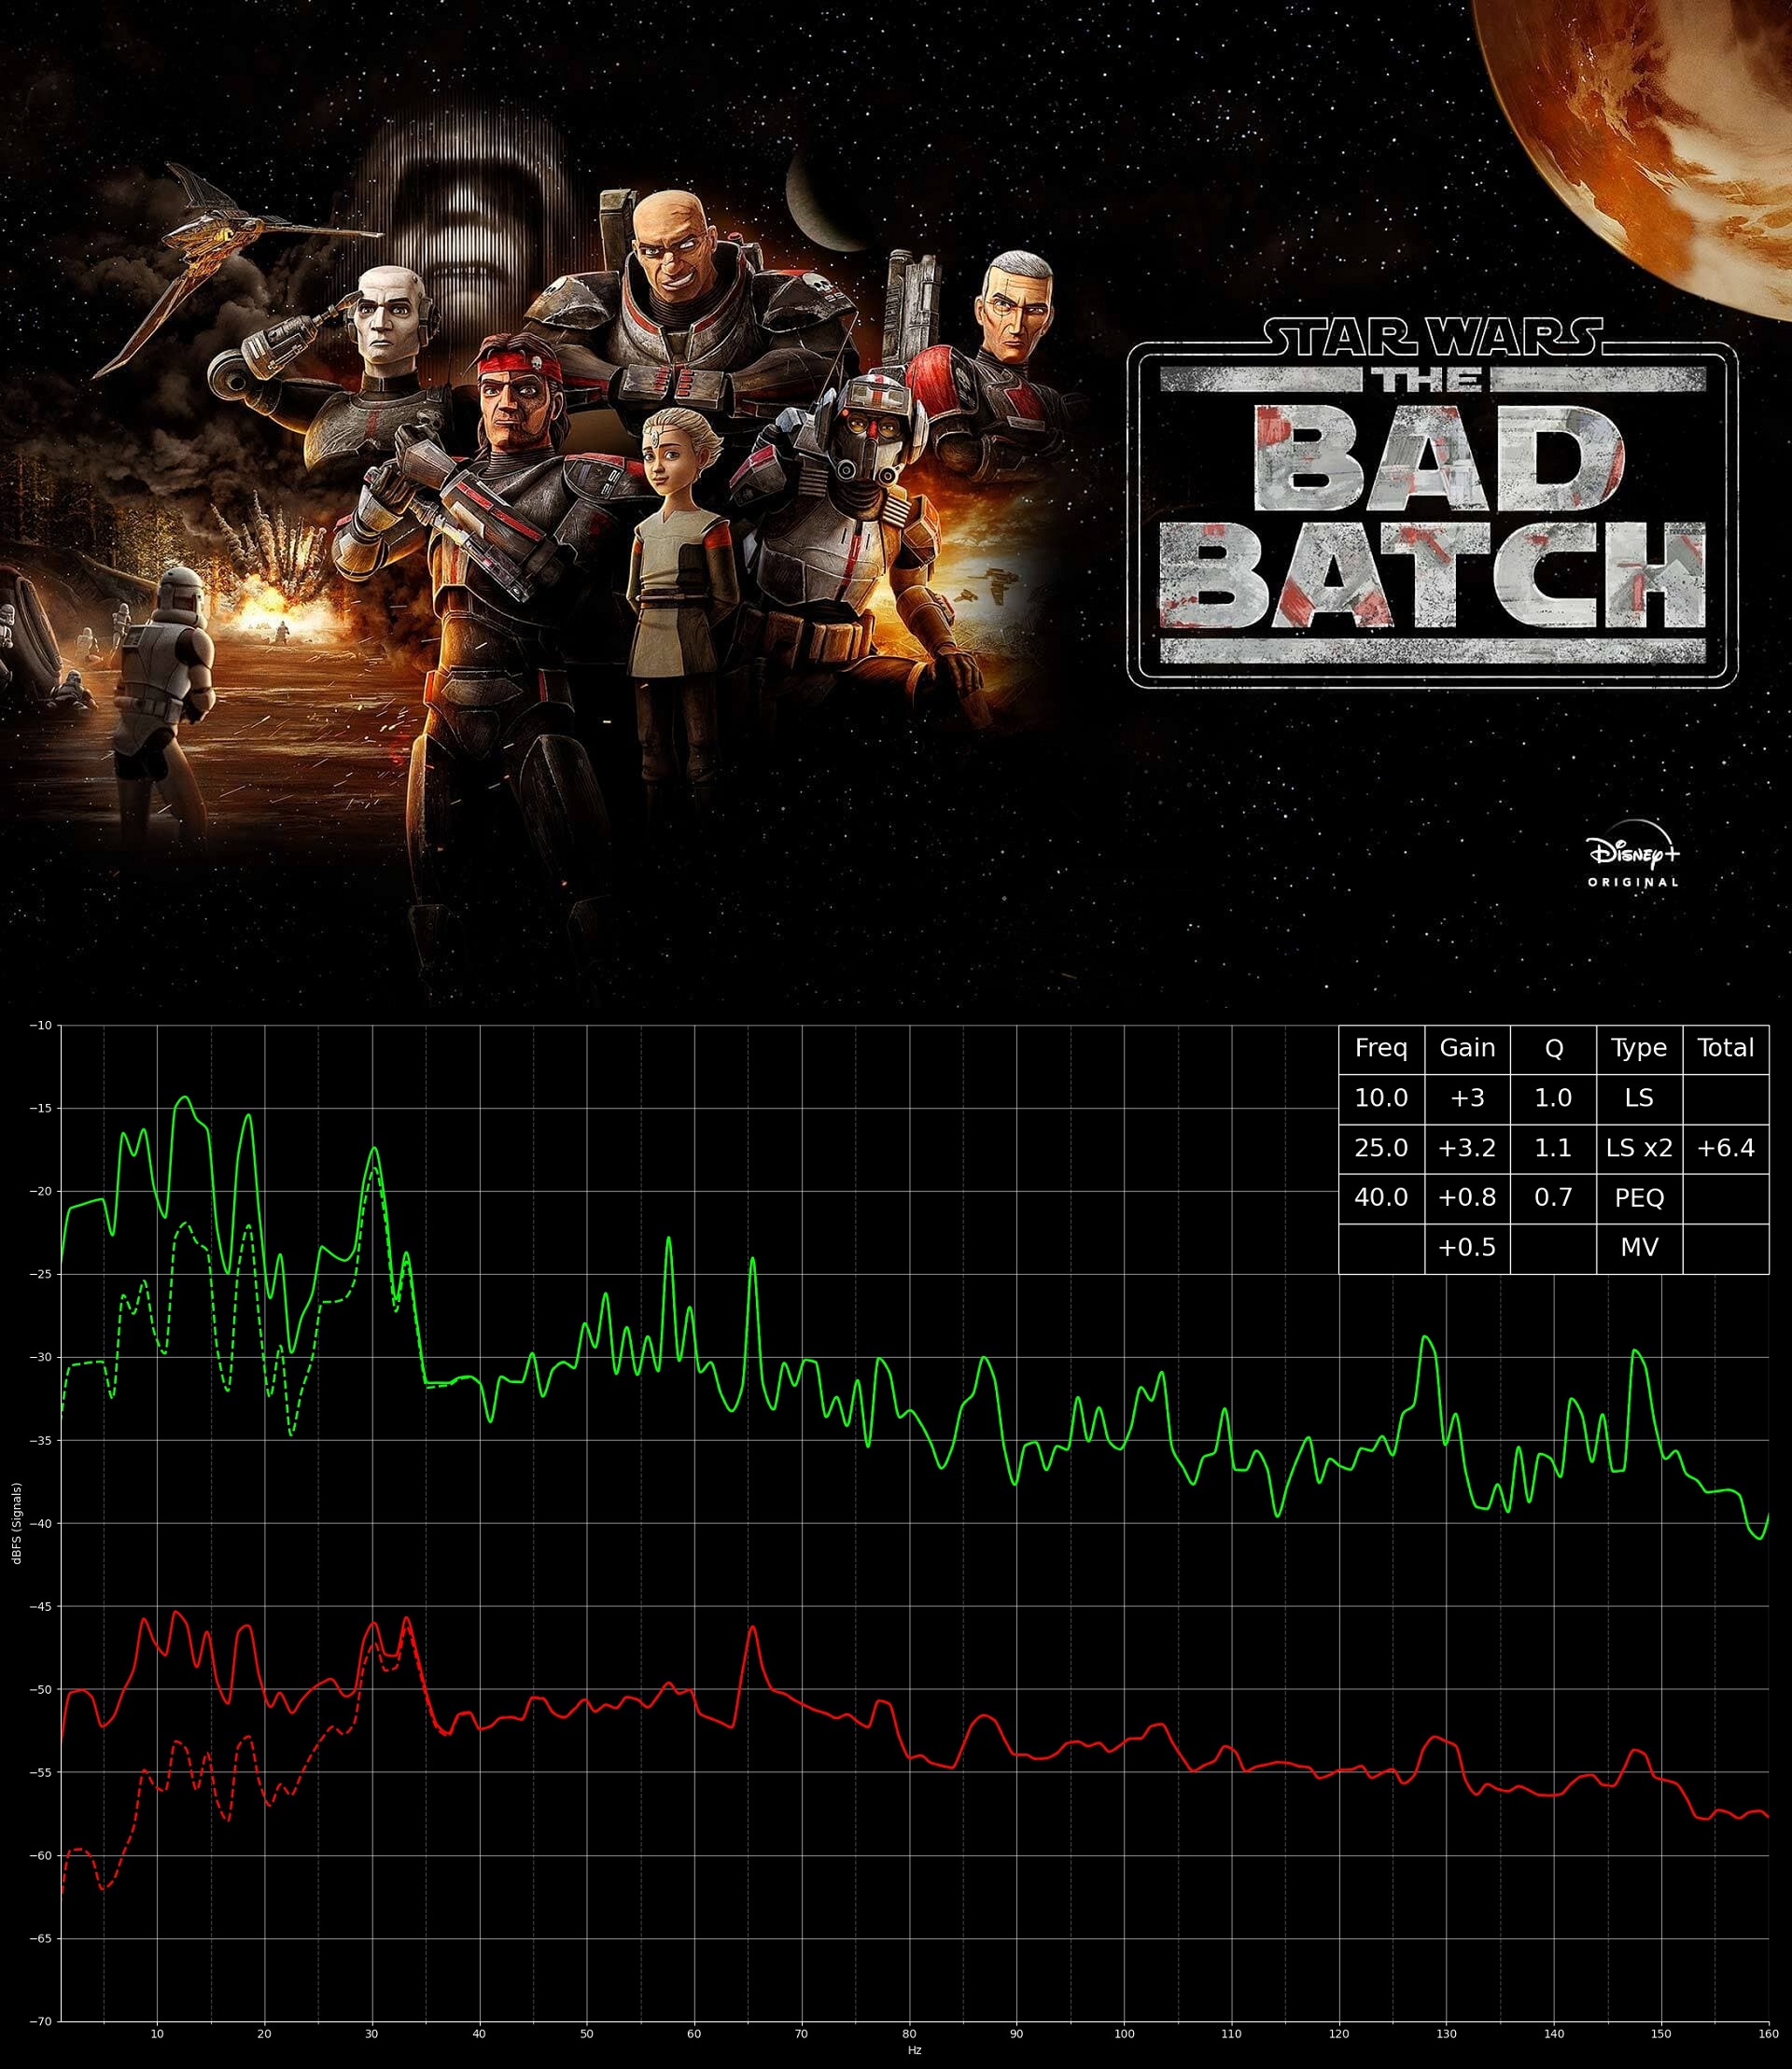 STAR WARS
THE
BAD
BATCH
Disney+
ORIGINAL
Freq Gain Q Type Total
10.0 +3 1.0 LS
25.0 +3.2 1.1 LS x2 +6.4
40.0 +0.8 0.7 PEQ
+0.5 MV
−10
−15
−20
−25
−30
−35
−40
−45
−50
−55
−60
−65
−70
dBFS (Signals)
10 20 30 40 50 60 70 80 90 100 110 120 130 140 150 160
Hz